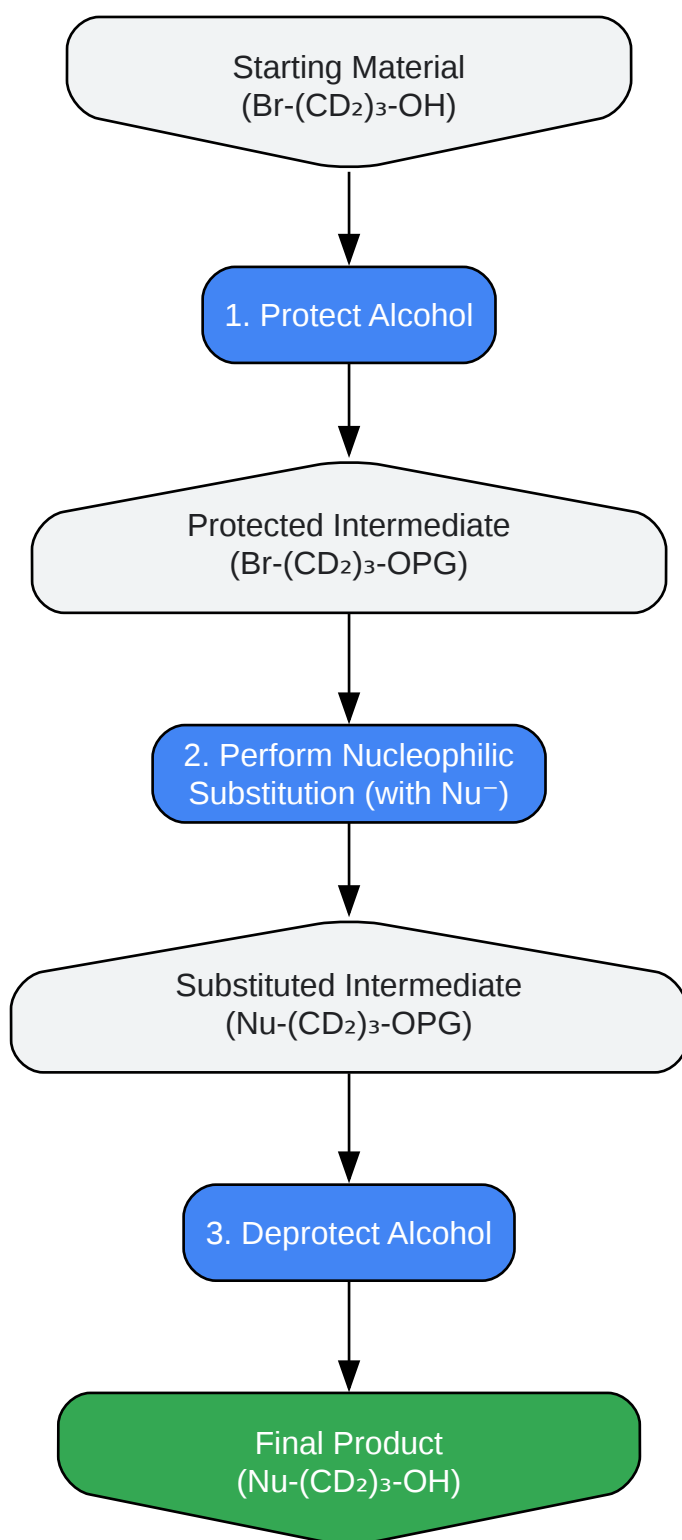 Starting Material
(Br-(CD₂)₃-OH)
1. Protect Alcohol
Protected Intermediate
(Br-(CD₂)₃-OPG)
2. Perform Nucleophilic
Substitution (with Nu⁻)
Substituted Intermediate
(Nu-(CD₂)₃-OPG)
3. Deprotect Alcohol
Final Product
(Nu-(CD₂)₃-OH)